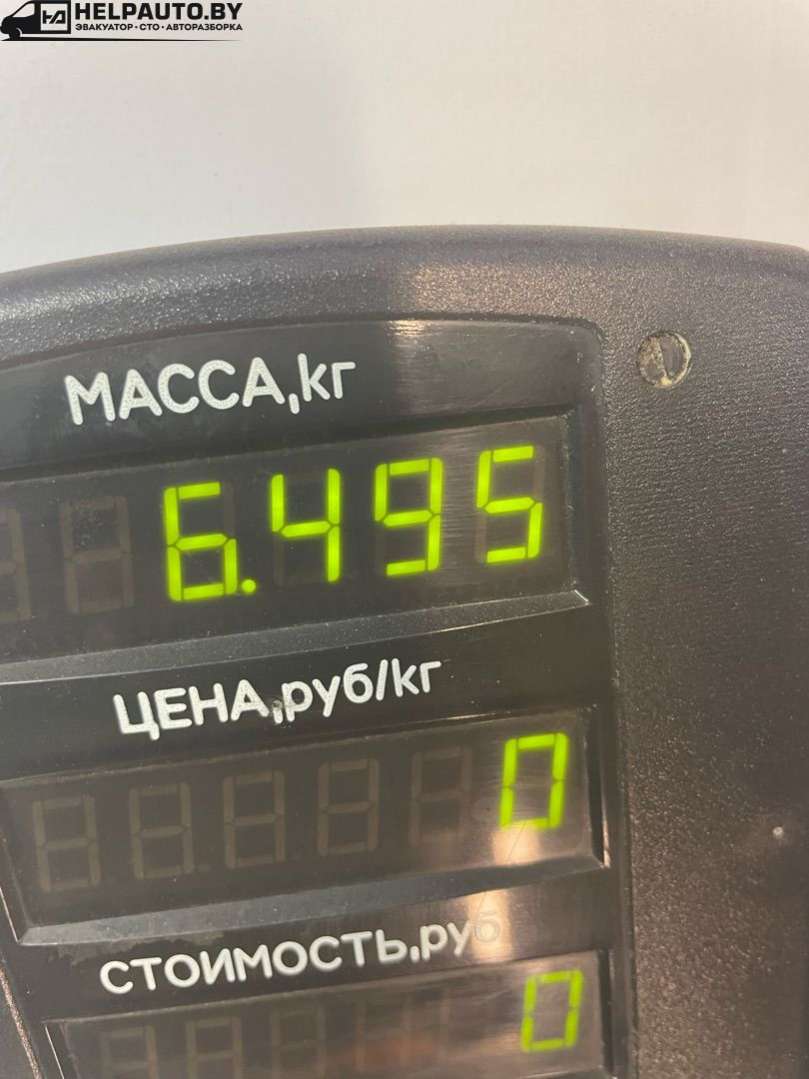 HELPAUTO.BY
ЭВАКУАТОР • СТО • АВТОРАЗБОРКА
МАССА,кг
6.495
ЦЕНА,руб/кг
0
СТОИМОСТЬ,руб
0